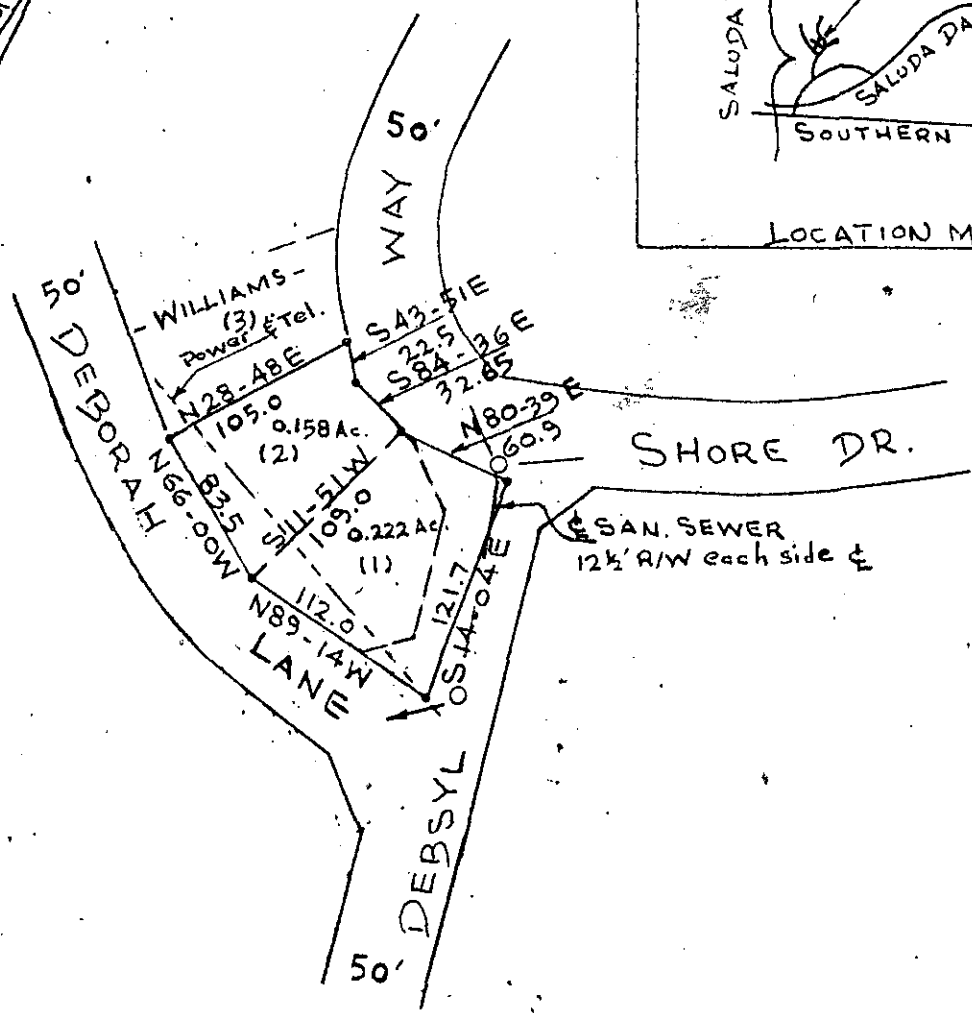 SALUDA
SALUDA DA
SOUTHERN
LOCATION M
50'
WAY
50'
DEBORAH
LANE
-WILLIAMS-
(3)
Power & Tel.
S43-51E
22.5
S84-36E
32.65
N28-48E
105.0
0.158 Ac.
(2)
N80-39E
60.9
SHORE DR.
N66-00W
83.5
S11-51W
109.0
0.222 Ac.
(1)
℄ SAN. SEWER
12½' R/W each side ℄
112.0
N89-14W
121.7
S14-04E
DEBSYL
50'